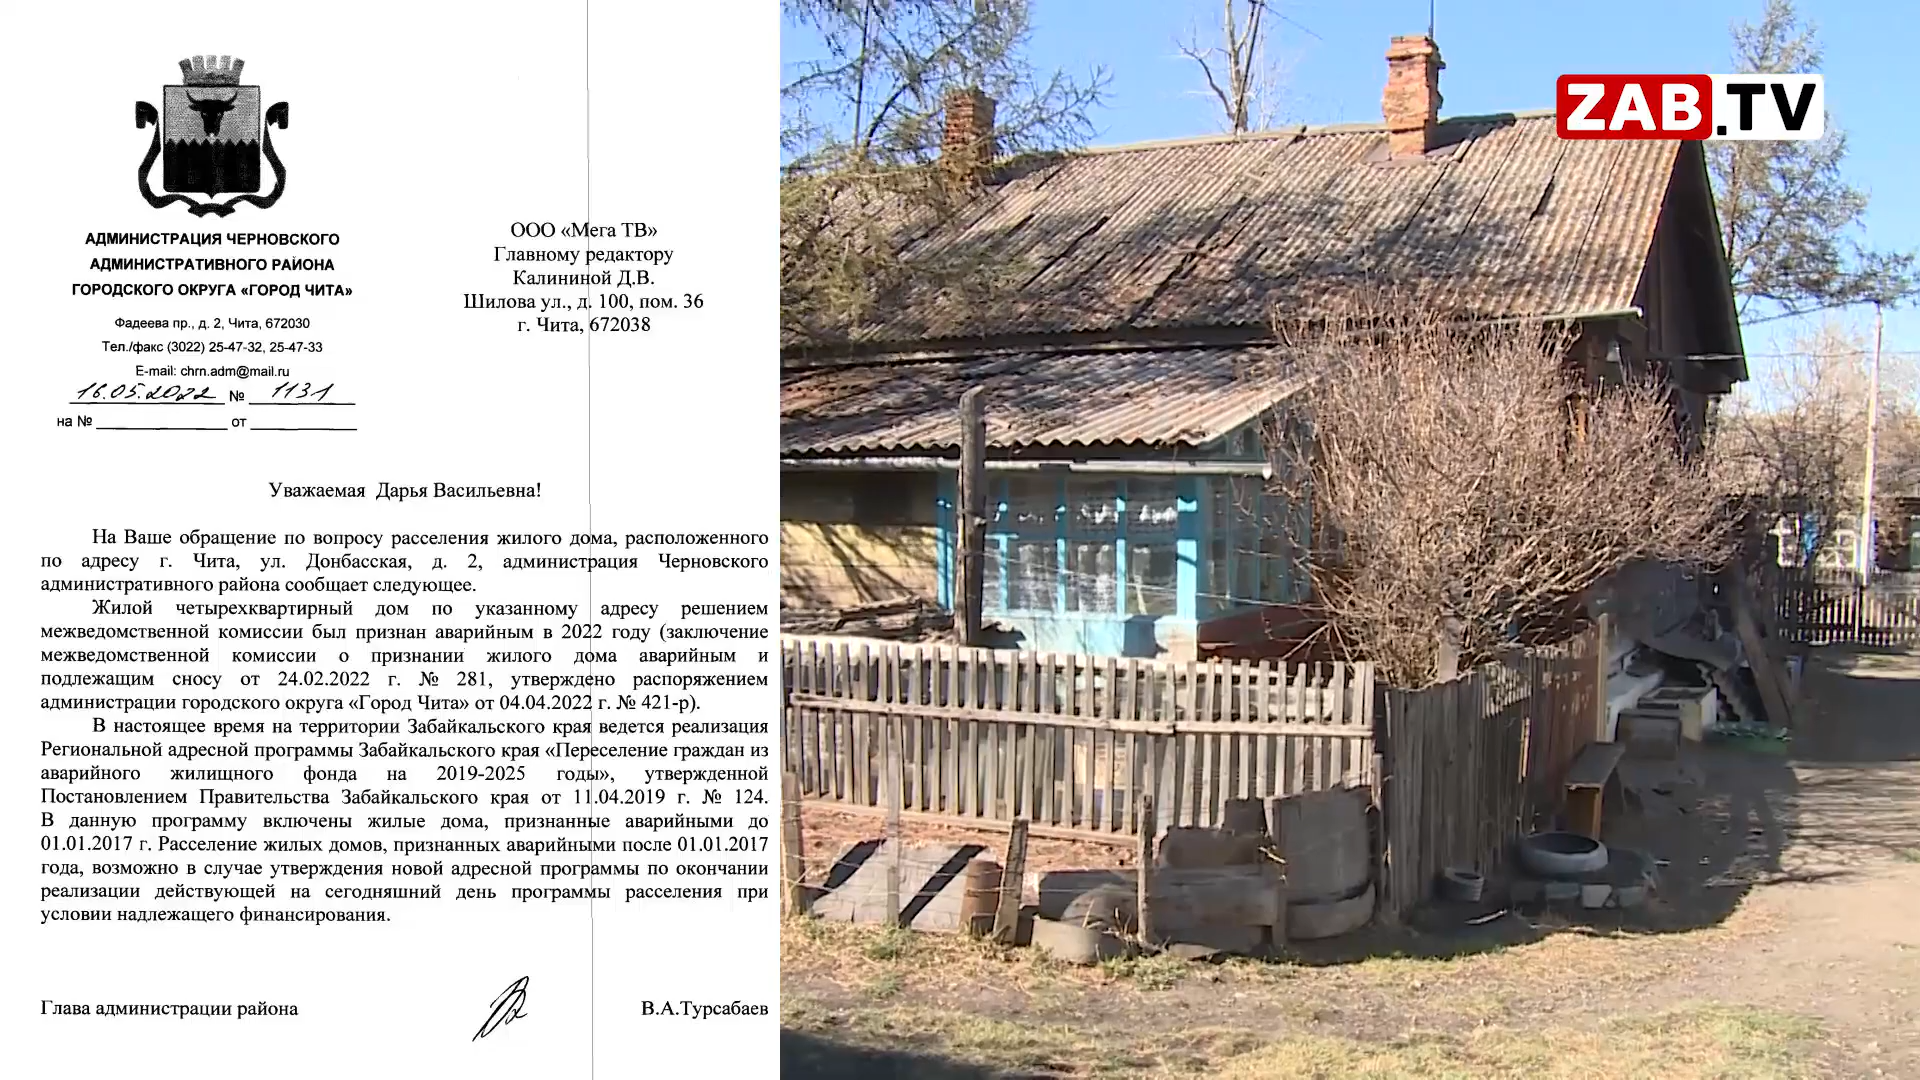 АДМИНИСТРАЦИЯ ЧЕРНОВСКОГО
АДМИНИСТРАТИВНОГО РАЙОНА
ГОРОДСКОГО ОКРУГА «ГОРОД ЧИТА»
Фадеева пр., д. 2, Чита, 672030
Тел./факс (3022) 25-47-32, 25-47-33
E-mail: chrn.adm@mail.ru
16.05.2022 № 1131
на № от
ООО «Мега ТВ»
Главному редактору
Калининой Д.В.
Шилова ул., д. 100, пом. 36
г. Чита, 672038
Уважаемая Дарья Васильевна!
На Ваше обращение по вопросу расселения жилого дома, расположенного
по адресу г. Чита, ул. Донбасская, д. 2, администрация Черновского
административного района сообщает следующее.
Жилой четырехквартирный дом по указанному адресу решением
межведомственной комиссии был признан аварийным в 2022 году (заключение
межведомственной комиссии о признании жилого дома аварийным и
подлежащим сносу от 24.02.2022 г. № 281, утверждено распоряжением
администрации городского округа «Город Чита» от 04.04.2022 г. № 421-р).
В настоящее время на территории Забайкальского края ведется реализация
Региональной адресной программы Забайкальского края «Переселение граждан из
аварийного жилищного фонда на 2019-2025 годы», утвержденной
Постановлением Правительства Забайкальского края от 11.04.2019 г. № 124.
В данную программу включены жилые дома, признанные аварийными до
01.01.2017 г. Расселение жилых домов, признанных аварийными после 01.01.2017
года, возможно в случае утверждения новой адресной программы по окончании
реализации действующей на сегодняшний день программы расселения при
условии надлежащего финансирования.
Глава администрации района В.А.Турсабаев
ZAB.TV